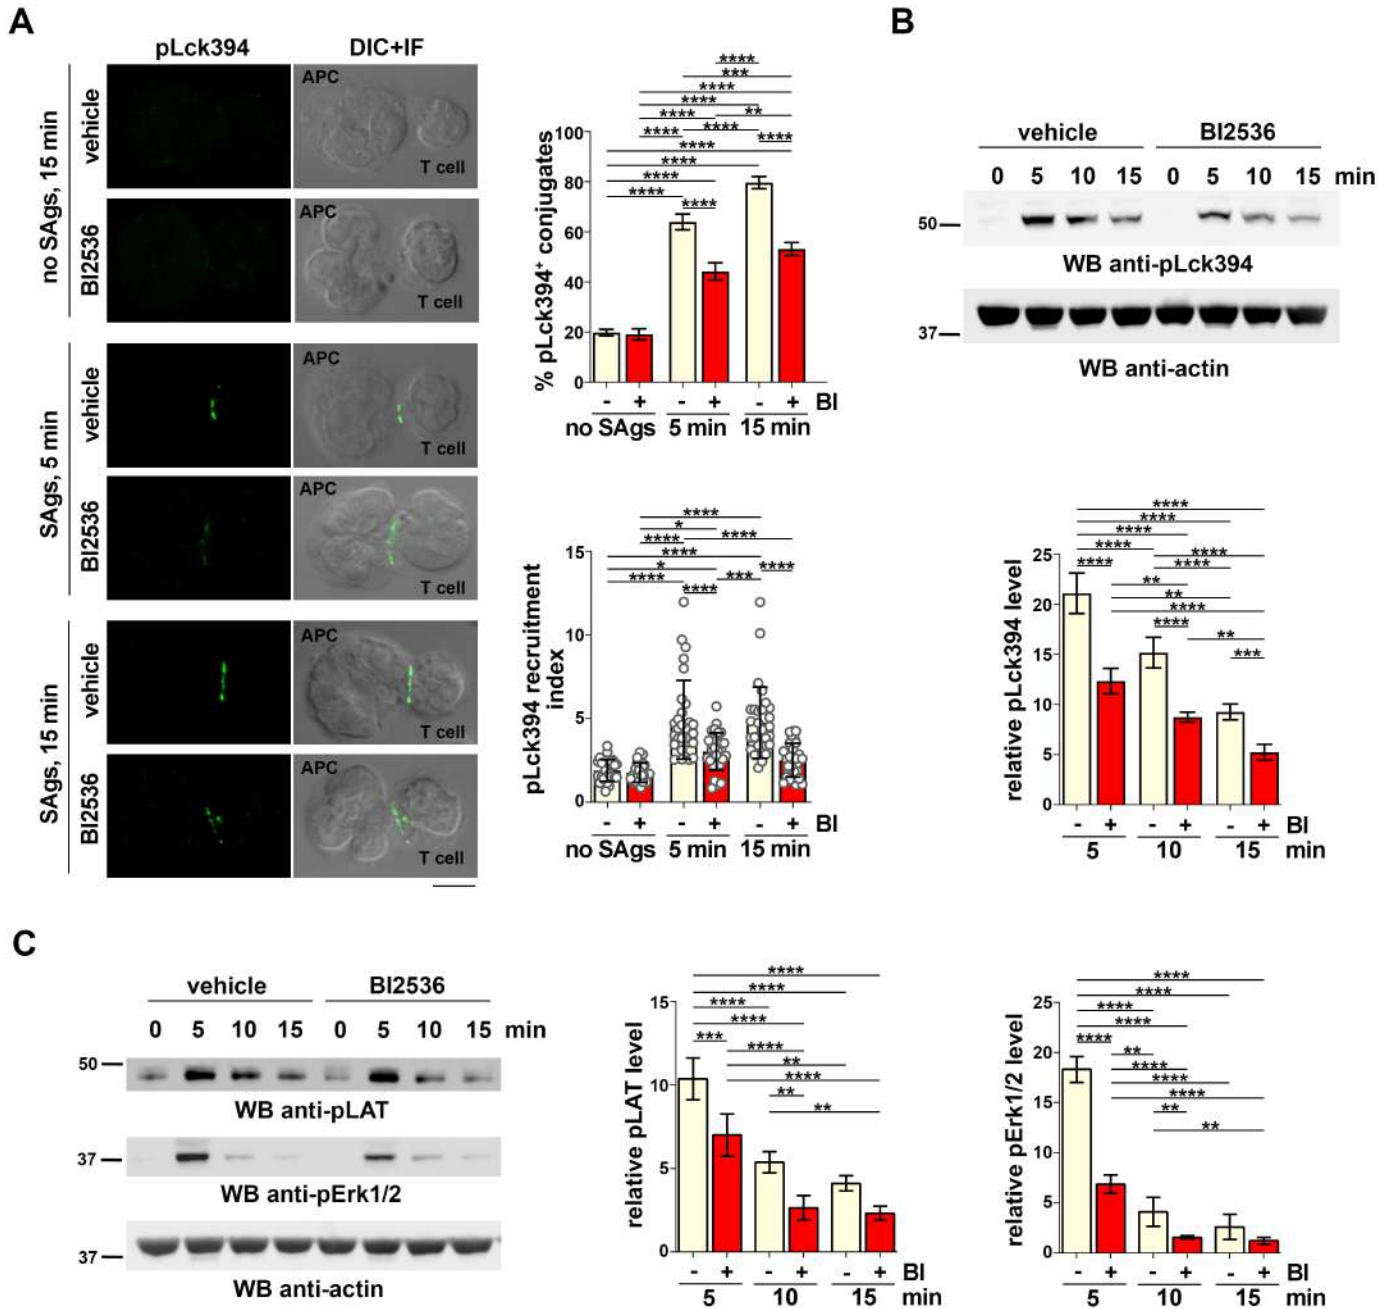 A
pLck394 DIC+IF
no SAgs, 15 min
vehicle
APC
T cell
BI2536
APC
T cell
SAgs, 5 min
vehicle
APC
T cell
BI2536
APC
T cell
SAgs, 15 min
vehicle
APC
T cell
BI2536
APC
T cell
% pLck394+ conjugates
****
***
****
****
**** **
**** **** ****
****
****
****
**** ****
100
80
60
40
20
0
- + - + - + BI
no SAgs 5 min 15 min
pLck394 recruitment
index
****
*
**** ****
****
* ****
**** ***
****
15
10
5
0
- + - + - + BI
no SAgs 5 min 15 min
B
vehicle BI2536
0 5 10 15 0 5 10 15 min
50
WB anti-pLck394
37
WB anti-actin
relative pLck394 level
****
****
****
**** ****
**** ****
**
**
****
****
**
***
25
20
15
10
5
0
- + - + - + BI
5 10 15 min
C
vehicle BI2536
0 5 10 15 0 5 10 15 min
50
WB anti-pLAT
37
WB anti-pErk1/2
37
WB anti-actin
relative pLAT level
****
****
****
****
*** ****
**
****
**
**
15
10
5
0
- + - + - + BI
5 10 15 min
relative pErk1/2 level
****
****
****
****
**** **
****
****
****
**
**
25
20
15
10
5
0
- + - + - + BI
5 10 15 min